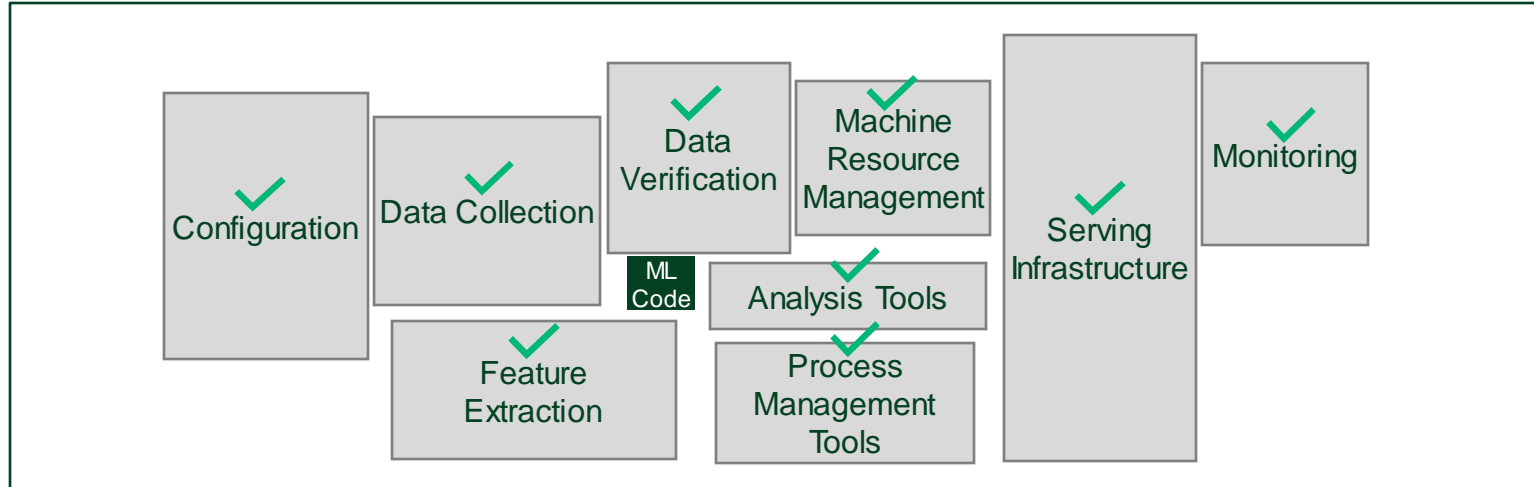 Configuration
Data Collection
Data
Verification
Machine
Resource
Management
Serving
Infrastructure
Monitoring
ML
Code
Analysis Tools
Feature
Extraction
Process
Management
Tools